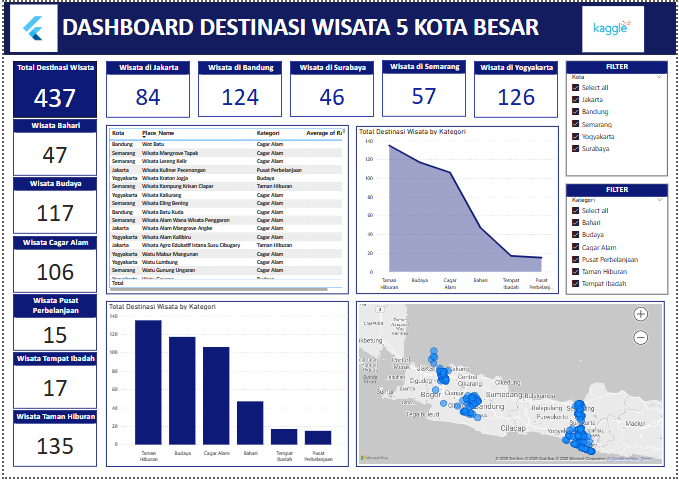 DASHBOARD DESTINASI WISATA 5 KOTA BESAR
kaggle
Total Destinasi Wisata
437
Wisata di Jakarta
84
Wisata di Bandung
124
Wisata di Surabaya
46
Wisata di Semarang
57
Wisata di Yogyakarta
126
FILTER
Kota
Select all
Jakarta
Bandung
Semarang
Yogyakarta
Surabaya
Wisata Bahari
47
Wisata Budaya
117
Wisata Cagar Alam
106
Wisata Pusat
Perbelanjaan
15
Wisata Tempat Ibadah
17
Wisata Taman Hiburan
135
Kota Place_Name Kategori Average of Ra
Bandung Wot Batu Cagar Alam
Semarang Wisata Mangrove Tapak Cagar Alam
Semarang Wisata Lereng Kelir Cagar Alam
Jakarta Wisata Kuliner Pecenongan Pusat Perbelanjaan
Yogyakarta Wisata Kraton Jogja Budaya
Semarang Wisata Kampung Krisan Clapar Taman Hiburan
Yogyakarta Wisata Kaliurang Cagar Alam
Semarang Wisata Eling Bening Cagar Alam
Bandung Wisata Batu Kuda Cagar Alam
Semarang Wisata Alam Wana Wisata Penggaron Cagar Alam
Jakarta Wisata Alam Mangrove Angke Cagar Alam
Yogyakarta Wisata Alam Kalibiru Cagar Alam
Jakarta Wisata Agro Edukatif Istana Susu Cibugary Taman Hiburan
Yogyakarta Watu Mabur Mangunan Cagar Alam
Yogyakarta Watu Lumbung Cagar Alam
Semarang Watu Gunung Ungaran Cagar Alam
Total
Total Destinasi Wisata by Kategori
140
120
100
80
60
40
20
0
Taman
Hiburan
Budaya
Cagar
Alam
Bahari
Tempat
Ibadah
Pusat
Perbelanj...
FILTER
Kategori
Select all
Bahari
Budaya
Cagar Alam
Pusat Perbelanjaan
Taman Hiburan
Tempat Ibadah
Total Destinasi Wisata by Kategori
140
120
100
80
60
40
20
0
Taman
Hiburan
Budaya
Cagar Alam
Bahari
Tempat
Ibadah
Pusat
Perbelanjaan
Central
Cikarang
Cikedung
Bogor
Sumedang
Bandung
Tegalbuleud
Cilacap
Purwokerto
Madiun